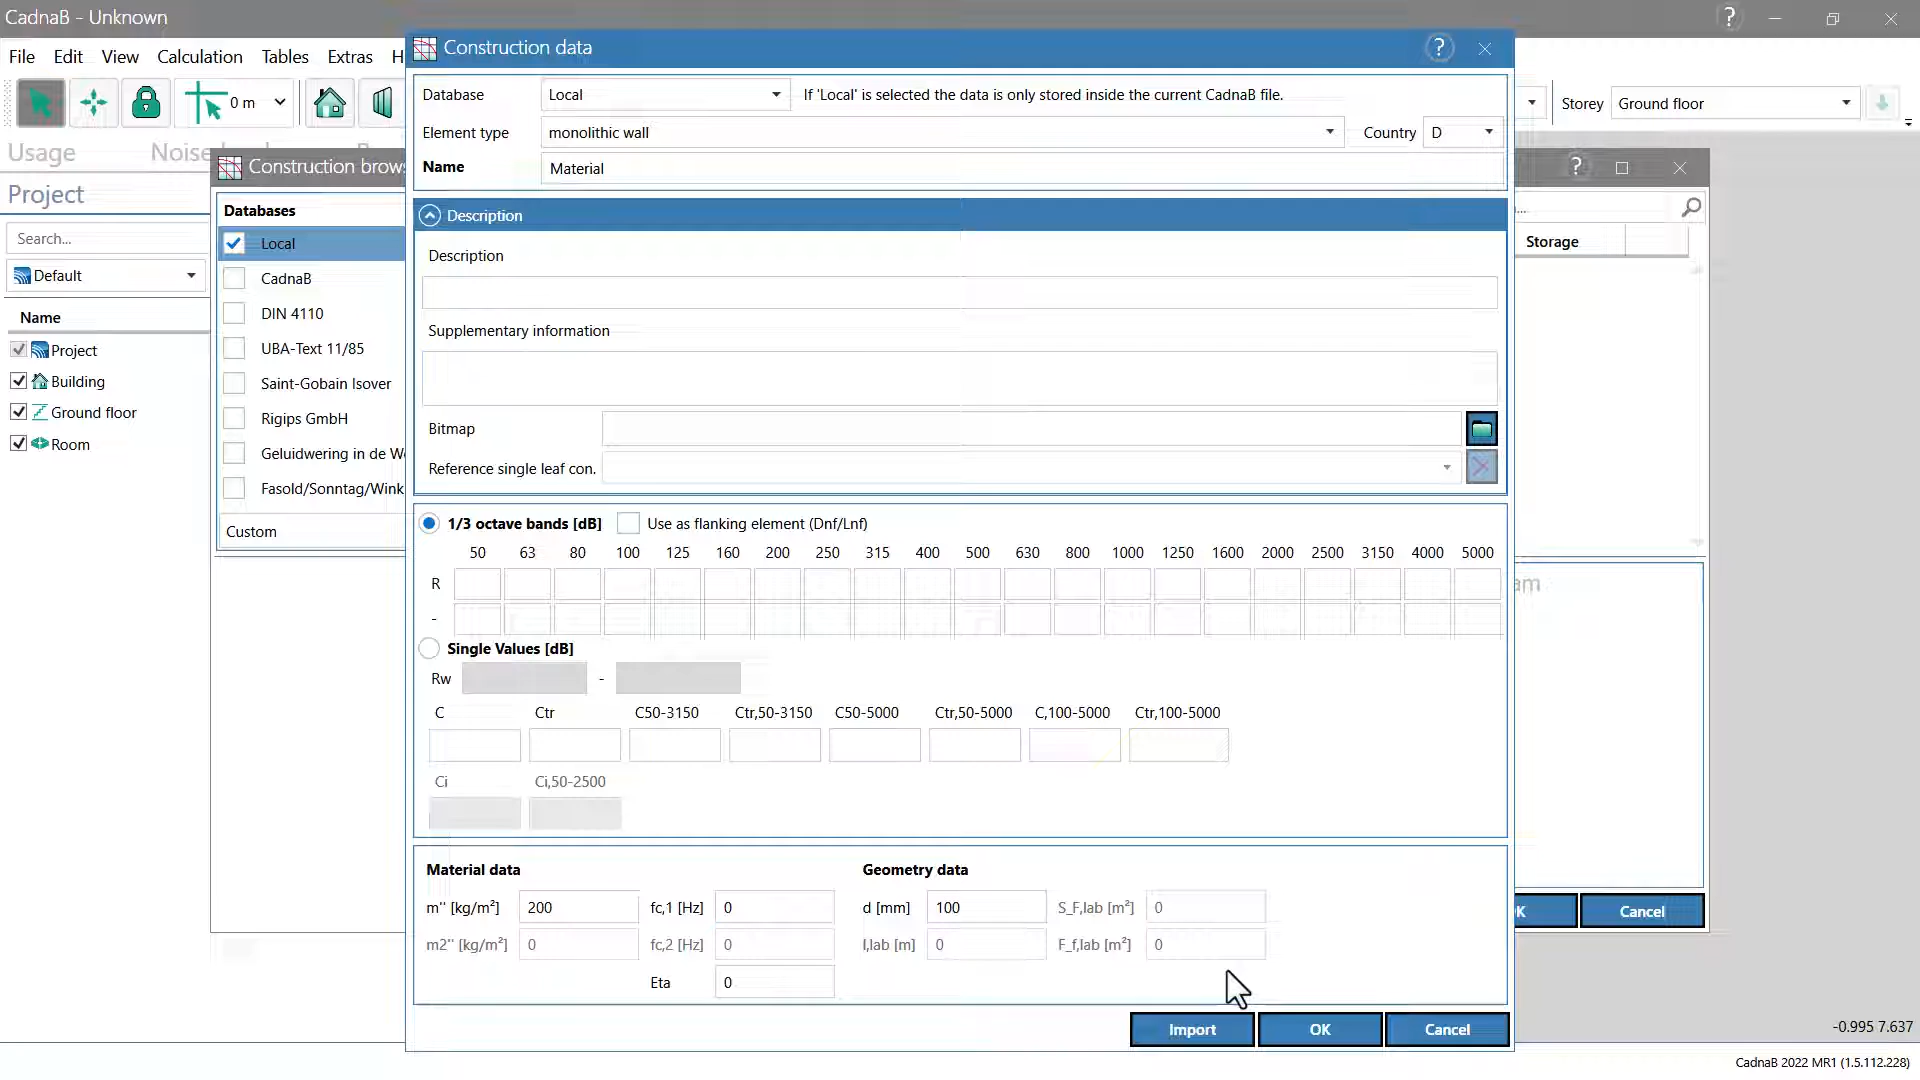 CadnaB - Unknown
File Edit View Calculation Tables Extras H
0 m
Storey Ground floor
Usage
Project
Search...
Default
Name
Project
Building
Ground floor
Room
Construction brows
Databases
Local
CadnaB
DIN 4110
UBA-Text 11/85
Saint-Gobain Isover
Rigips GmbH
Geluidwering in de W
Fasold/Sonntag/Wink
Custom
Storage
Cancel
Construction data
Database Local If 'Local' is selected the data is only stored inside the current CadnaB file.
Element type monolithic wall Country D
Name Material
Description
Description
Supplementary information
Bitmap
Reference single leaf con.
1/3 octave bands [dB] Use as flanking element (Dnf/Lnf)
50 63 80 100 125 160 200 250 315 400 500 630 800 1000 1250 1600 2000 2500 3150 4000 5000
R
-
Single Values [dB]
Rw -
C Ctr C50-3150 Ctr,50-3150 C50-5000 Ctr,50-5000 C,100-5000 Ctr,100-5000
Ci Ci,50-2500
Material data Geometry data
m'' [kg/m²] 200 fc,1 [Hz] 0 d [mm] 100 S_F,lab [m²] 0
m2'' [kg/m²] 0 fc,2 [Hz] 0 l,lab [m] 0 F_f,lab [m²] 0
Eta 0
Import OK Cancel
-0.995 7.637
CadnaB 2022 MR1 (1.5.112.228)